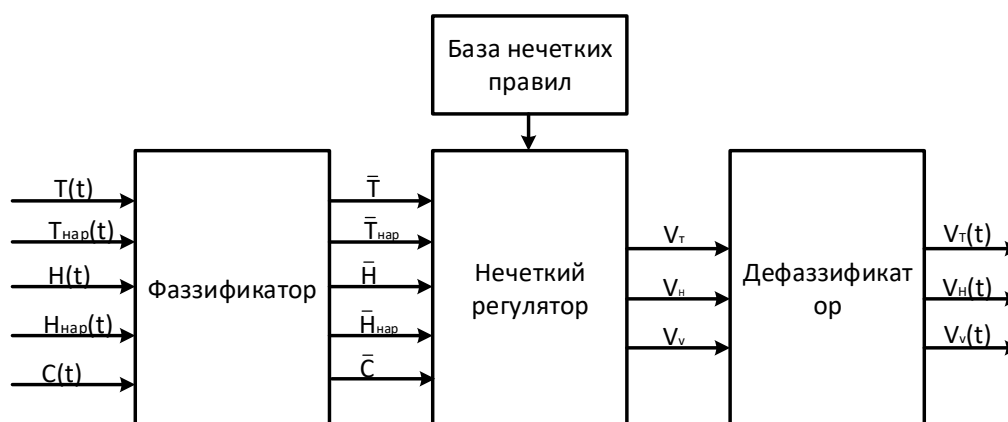 База нечетких
правил
T(t)
Tнар(t)
H(t)
Hнар(t)
C(t)
Фаззификатор
T̄
T̄нар
H̄
H̄нар
C̄
Нечеткий
регулятор
Vт
Vн
Vv
Дефаззификат
ор
VT(t)
VH(t)
Vv(t)